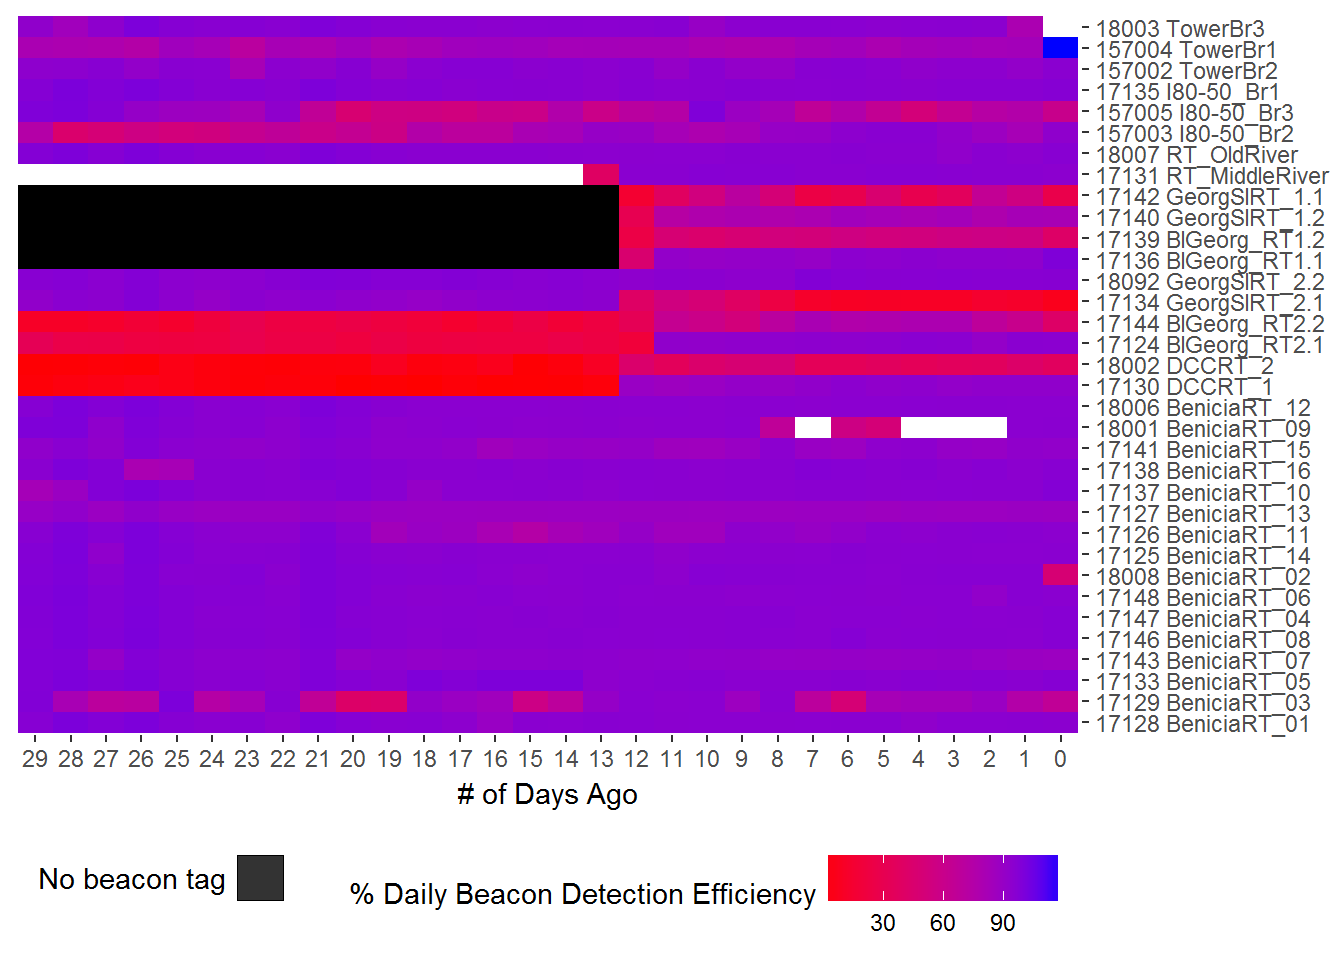 18003 TowerBr3
157004 TowerBr1
157002 TowerBr2
17135 I80-50_Br1
157005 I80-50_Br3
157003 I80-50_Br2
18007 RT_OldRiver
17131 RT_MiddleRiver
17142 GeorgSlRT_1.1
17140 GeorgSlRT_1.2
17139 BlGeorg_RT1.2
17136 BlGeorg_RT1.1
18092 GeorgSlRT_2.2
17134 GeorgSlRT_2.1
17144 BlGeorg_RT2.2
17124 BlGeorg_RT2.1
18002 DCCRT_2
17130 DCCRT_1
18006 BeniciaRT_12
18001 BeniciaRT_09
17141 BeniciaRT_15
17138 BeniciaRT_16
17137 BeniciaRT_10
17127 BeniciaRT_13
17126 BeniciaRT_11
17125 BeniciaRT_14
18008 BeniciaRT_02
17148 BeniciaRT_06
17147 BeniciaRT_04
17146 BeniciaRT_08
17143 BeniciaRT_07
17133 BeniciaRT_05
17129 BeniciaRT_03
17128 BeniciaRT_01
29 28 27 26 25 24 23 22 21 20 19 18 17 16 15 14 13 12 11 10 9 8 7 6 5 4 3 2 1 0
# of Days Ago
No beacon tag
% Daily Beacon Detection Efficiency
30 60 90